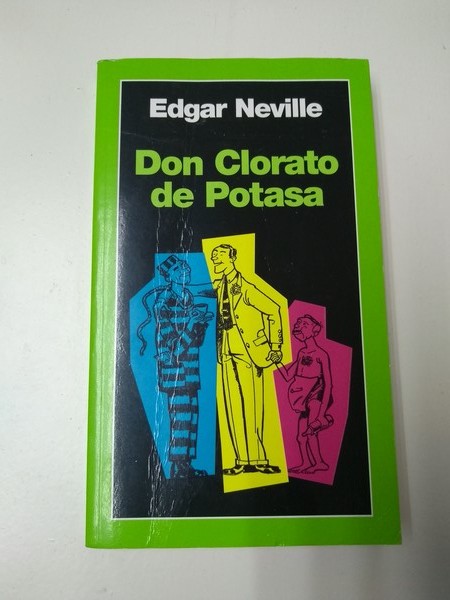 Edgar Neville
Don Clorato
de Potasa